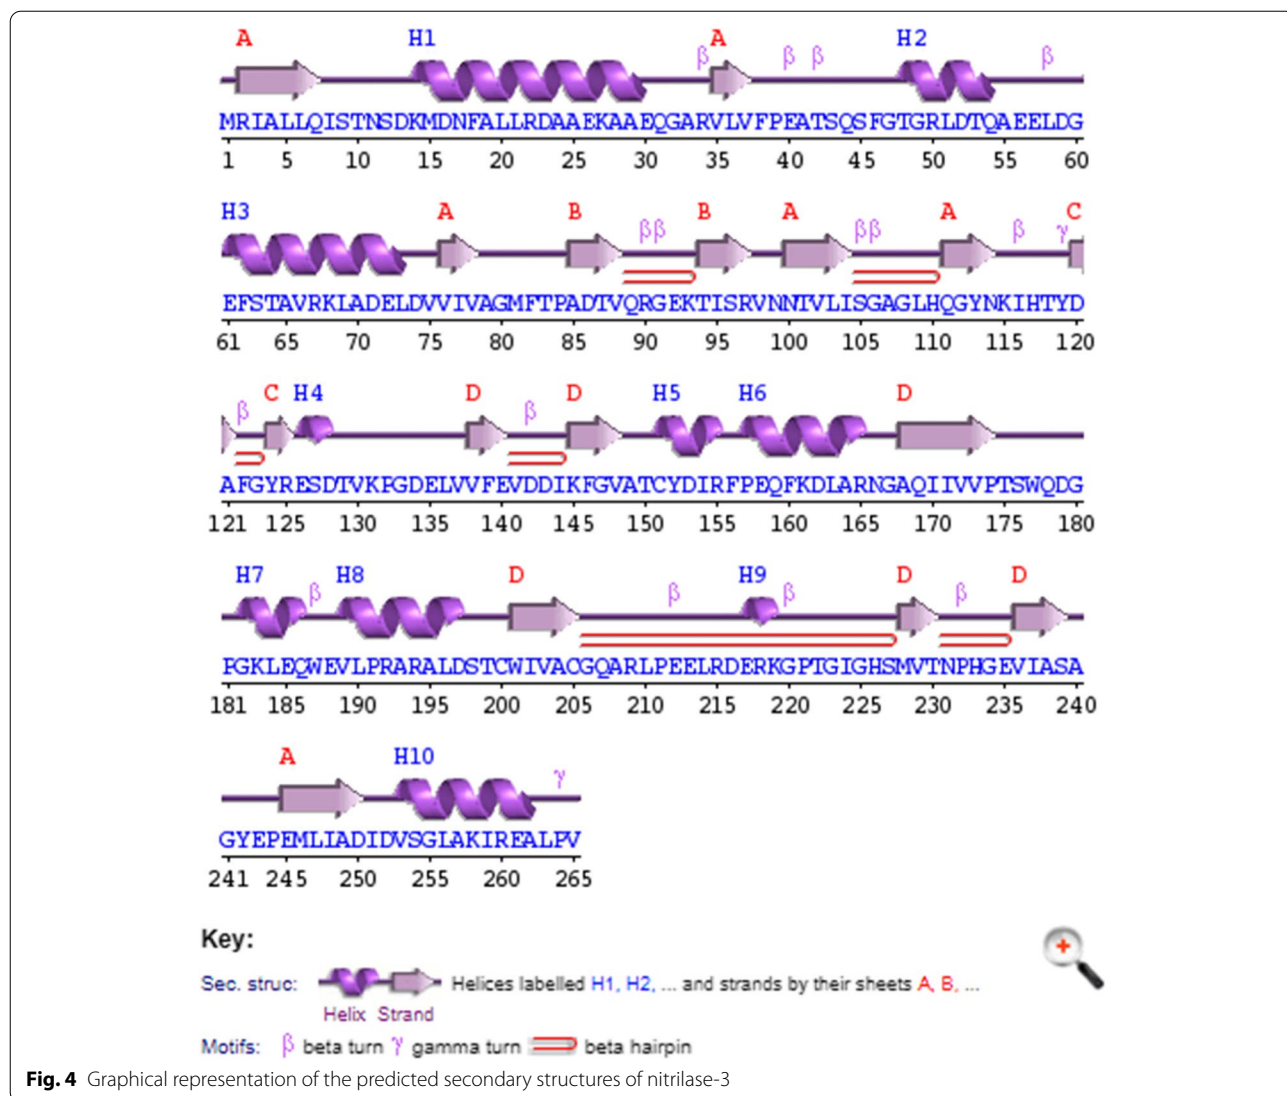 A H1 β A β β H2 β
MRIALLQISTNSDKMDNFALLRDAAEKAAEQGARVLVFPEATSQSFGTGRLDTQAEELDG
1 5 10 15 20 25 30 35 40 45 50 55 60
H3 A B ββ B A ββ A β γ C
EFSTAVRKLADELDVVIVAGMFTPADTVQRGEKTISRVNNTVLISGAGLHQGYNKIHTYD
61 65 70 75 80 85 90 95 100 105 110 115 120
β C H4 D β D H5 H6 D
AFGYRESDTVKPGDELVVFEVDDIKFGVATCYDIRFPEQFKDLARNGAQIIVVPTSWQDG
121 125 130 135 140 145 150 155 160 165 170 175 180
H7 β H8 D β H9 β D β D
PGKLEQWEVLPRARALDSTCWIVACGQARLPEELRDERKGPTGIGHSMVTNPHGEVIASA
181 185 190 195 200 205 210 215 220 225 230 235 240
A H10 γ
GYEPEMLIADIDVSGLAKIREALPV
241 245 250 255 260 265
Key:
Sec. struc: Helices labelled H1, H2, ... and strands by their sheets A, B, ...
Helix Strand
Motifs: β beta turn γ gamma turn beta hairpin
Fig. 4 Graphical representation of the predicted secondary structures of nitrilase-3